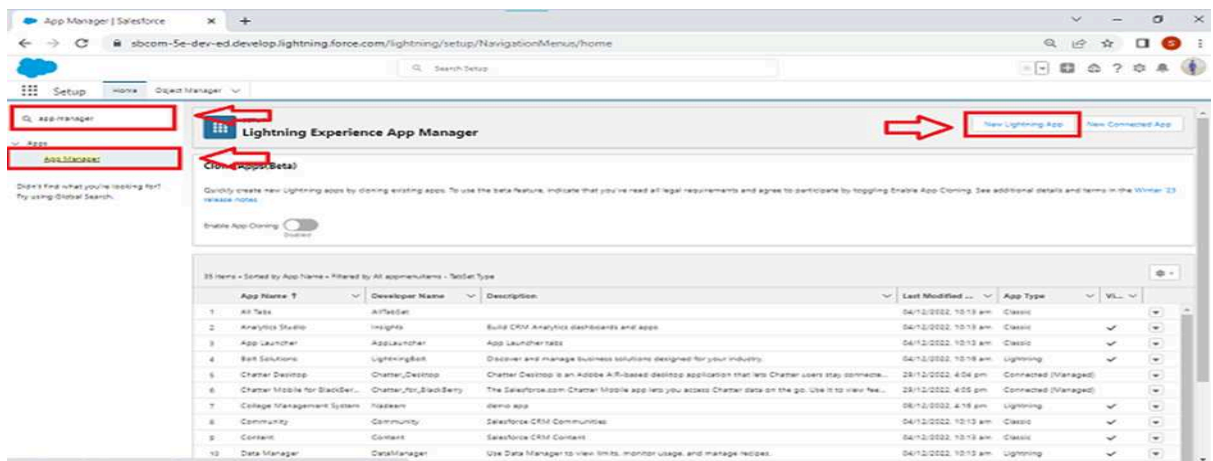 App Manager | Salesforce
sbcom-5e-dev-ed.develop.lightning.force.com/lightning/setup/NavigationMenus/home
S
Search Setup
Setup
Home
Object Manager
app manager
Apps
App Manager
Didn't find what you're looking for?
Try using Global Search.
Lightning Experience App Manager
New Lightning App
New Connected App
Clone Apps (Beta)
Quickly create new Lightning apps by cloning existing apps. To use the beta feature, indicate that you've read all legal requirements and agree to participate by toggling Enable App Cloning. See additional details and terms in the Winter '23
release notes
Enable App Cloning
Disabled
35 items • Sorted by App Name • Filtered by All appmenuitems - TabSet Type
App Name ↑ Developer Name Description Last Modified ... App Type Vi...
1 All Tabs AllTabSet 04/12/2022, 10:13 am Classic
2 Analytics Studio Insights Build CRM Analytics dashboards and apps 04/12/2022, 10:13 am Classic
3 App Launcher AppLauncher App Launcher tabs 04/12/2022, 10:13 am Classic
4 Bolt Solutions LightningBolt Discover and manage business solutions designed for your industry. 04/12/2022, 10:16 am Lightning
5 Chatter Desktop Chatter_Desktop Chatter Desktop is an Adobe AIR-based desktop application that lets Chatter users stay connecte... 28/12/2022, 4:04 pm Connected (Managed)
6 Chatter Mobile for BlackBer... Chatter_for_BlackBerry The Salesforce.com Chatter Mobile app lets you access Chatter data on the go. Use it to view fee... 28/12/2022, 4:05 pm Connected (Managed)
7 College Management System Nadeem demo app 06/12/2022, 4:16 pm Lightning
8 Community Community Salesforce CRM Communities 04/12/2022, 10:13 am Classic
9 Content Content Salesforce CRM Content 04/12/2022, 10:13 am Classic
10 Data Manager DataManager Use Data Manager to view limits, monitor usage, and manage recipes. 04/12/2022, 10:13 am Lightning